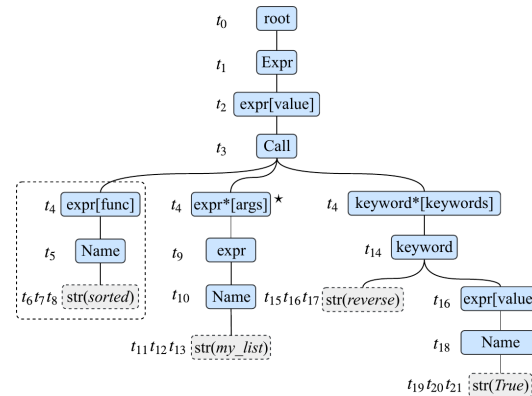 t0 root
t1 Expr
t2 expr[value]
t3 Call
t4 expr[func] t4 expr*[args] ★ t4 keyword*[keywords]
t5 Name t9 expr t14 keyword
t6t7t8 str(sorted) t10 Name t15t16t17 str(reverse) t16 expr[value
t11t12t13 str(my_list) t18 Name
t19t20t21 str(True)